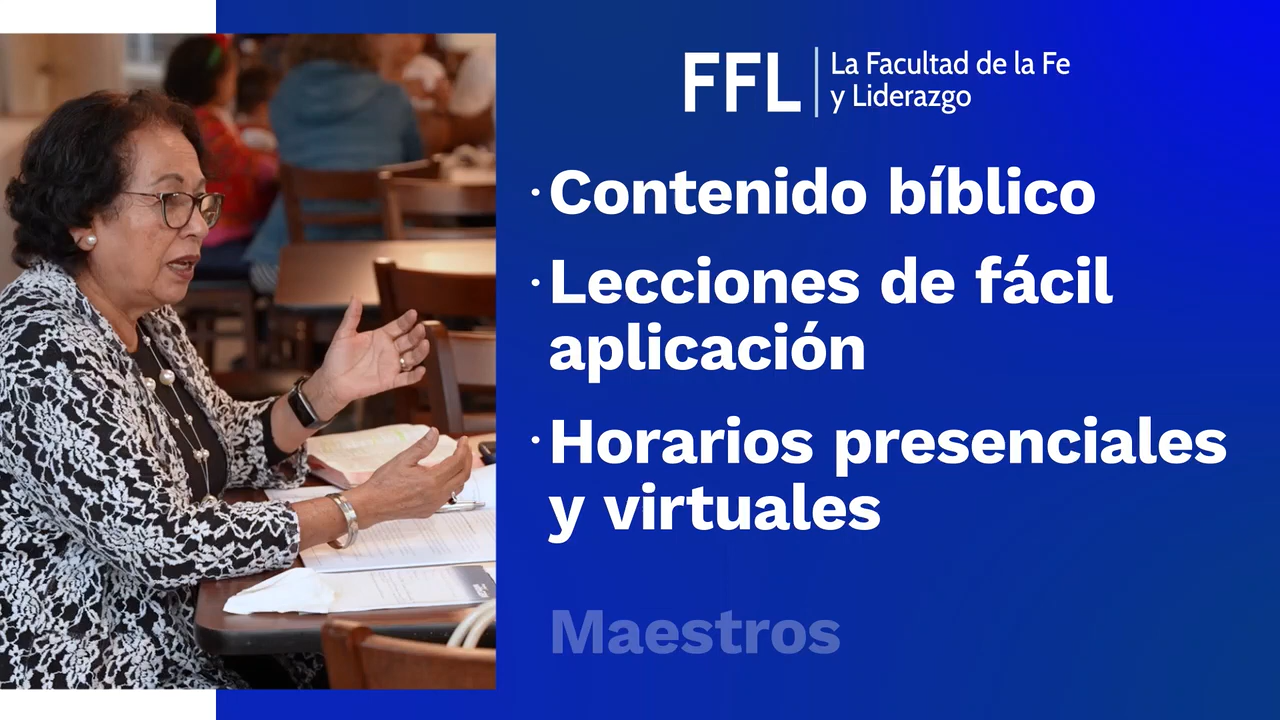 FFL
La Facultad de la Fe
y Liderazgo
· Contenido bíblico
· Lecciones de fácil
aplicación
· Horarios presenciales
y virtuales
Maestros